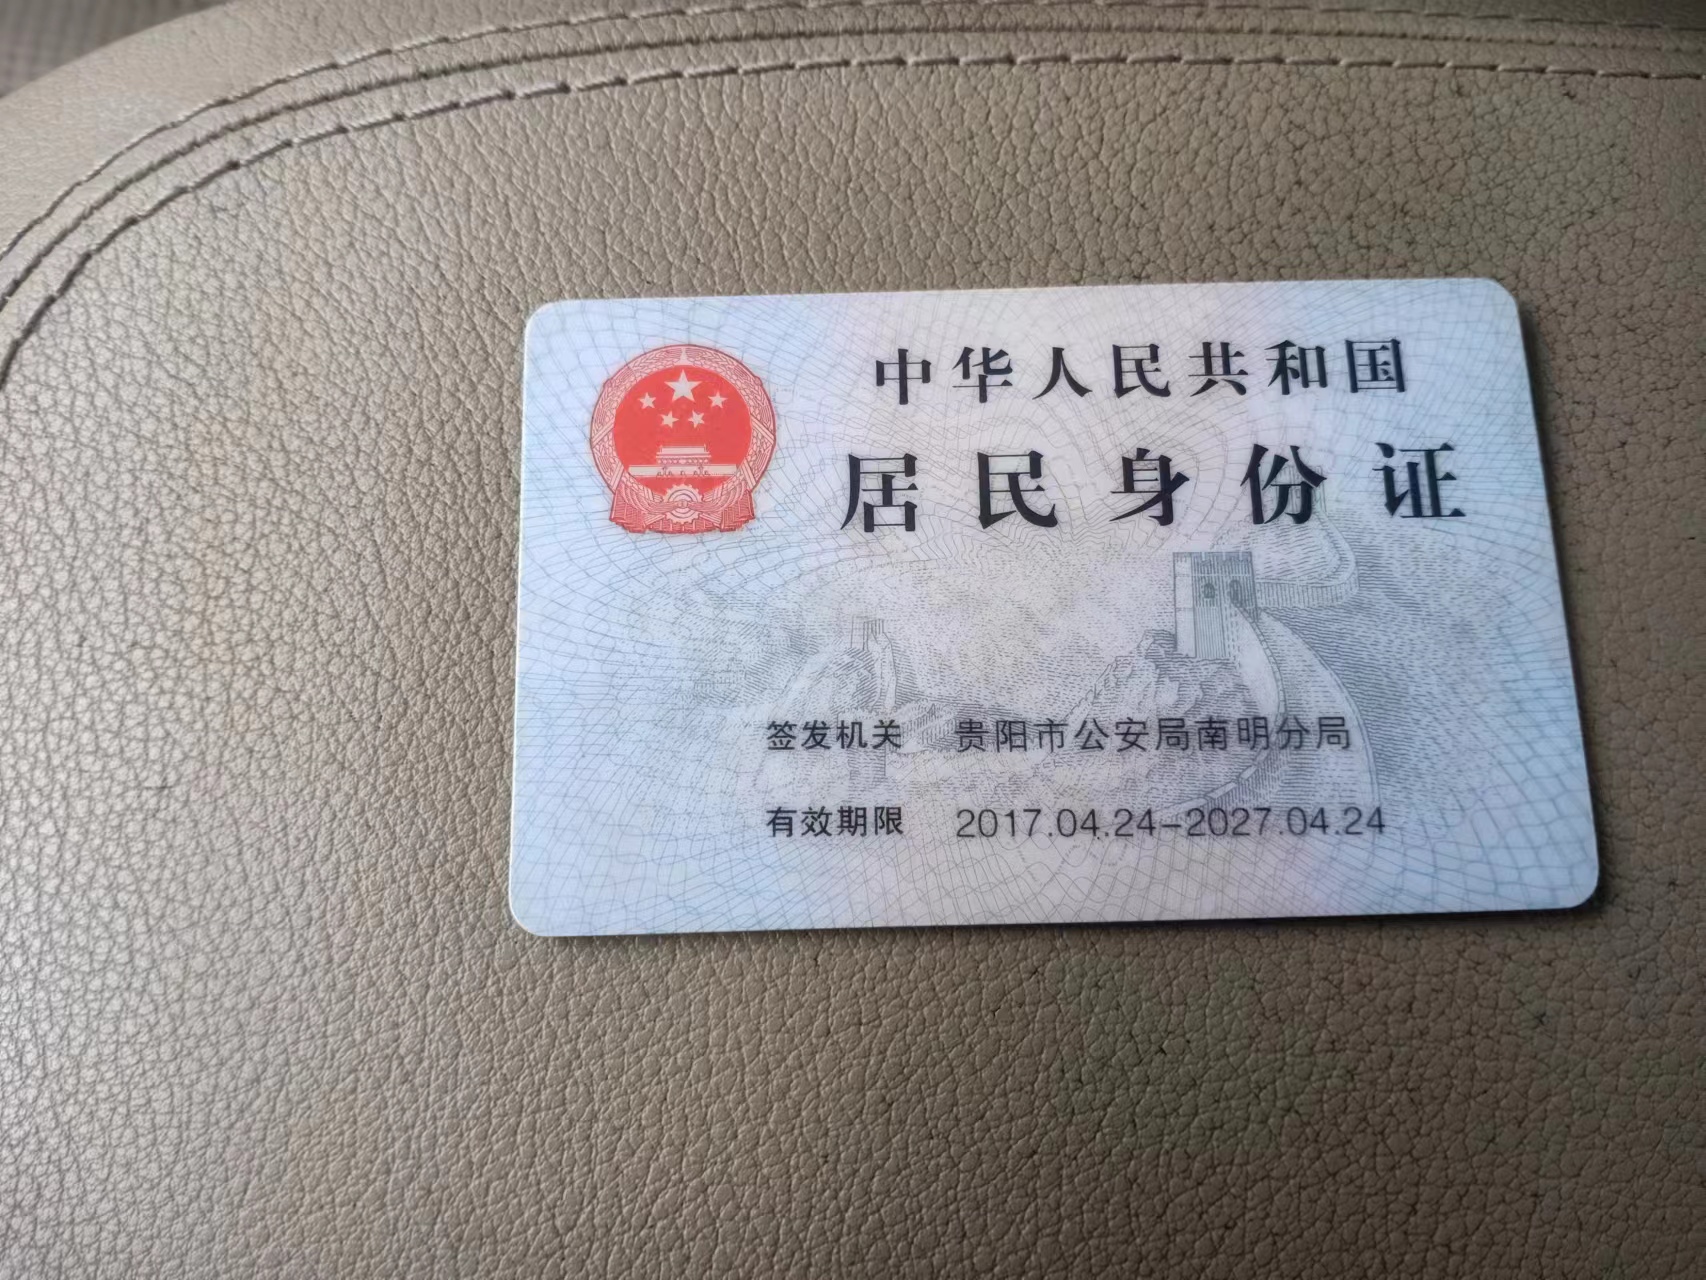 中华人民共和国
居民身份证
签发机关 贵阳市公安局南明分局
有效期限 2017.04.24-2027.04.24